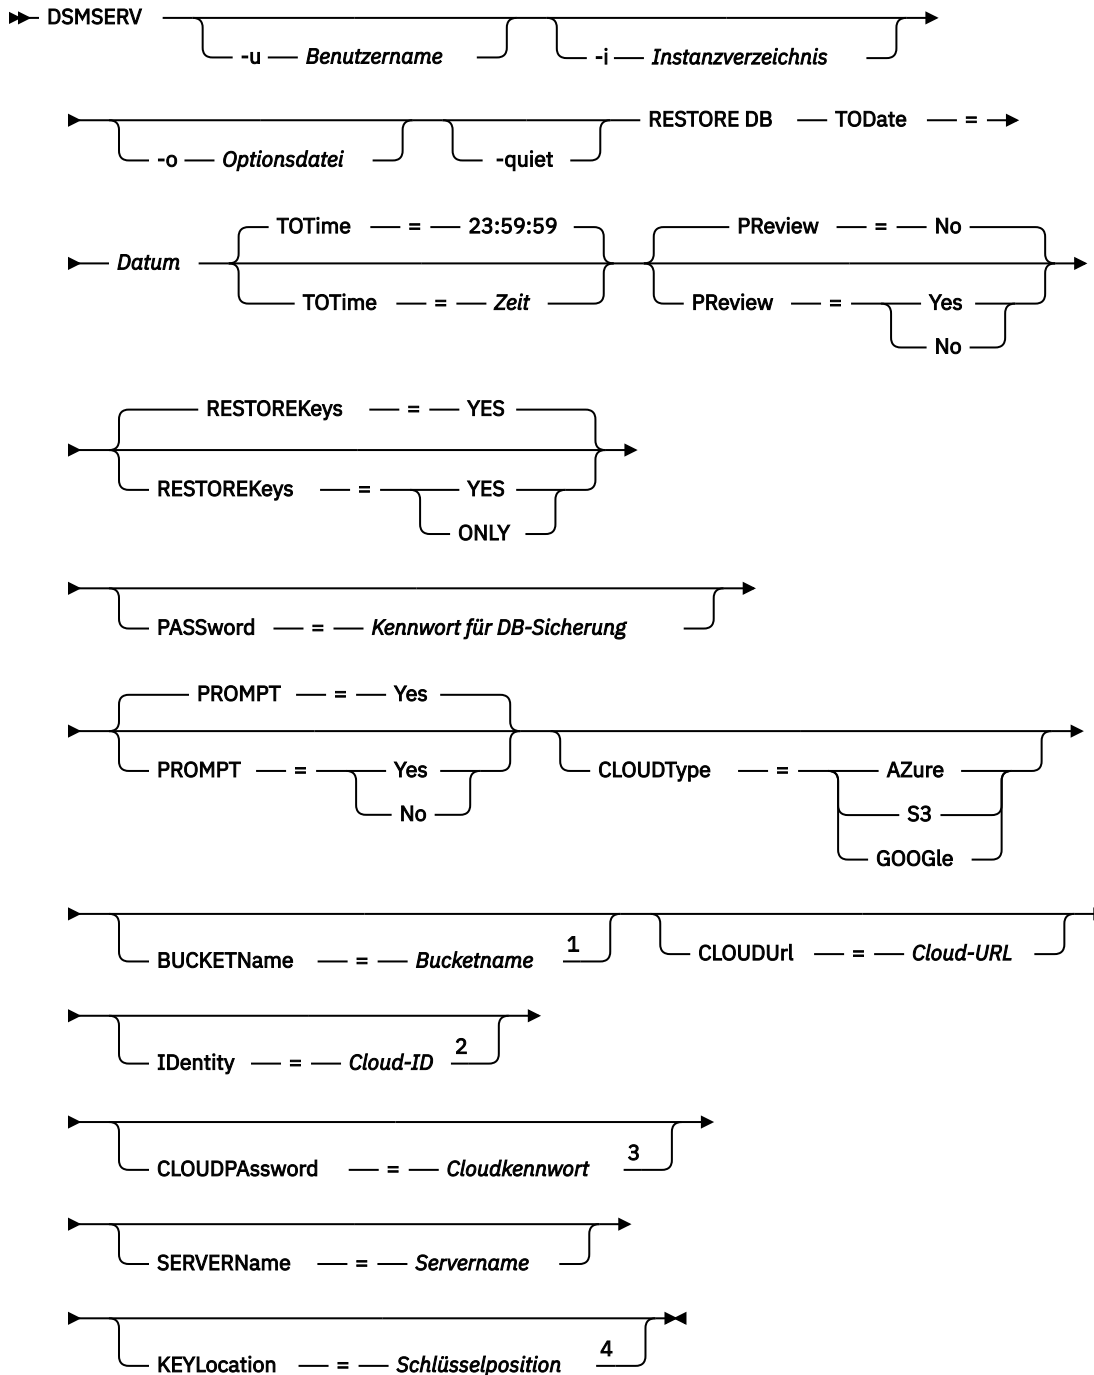 DSMSERV
-u Benutzername -i Instanzverzeichnis
RESTORE DB TODate =
-o Optionsdatei -quiet
TOTime = 23:59:59 PReview = No
Datum
TOTime = Zeit PReview = Yes
No
RESTOREKeys = YES
RESTOREKeys = YES
ONLY
PASSword = Kennwort für DB-Sicherung
PROMPT = Yes
PROMPT = Yes CLOUDType = AZure
No S3
GOOGle
BUCKETName = Bucketname 1 CLOUDUrl = Cloud-URL
IDentity = Cloud-ID 2
CLOUDPAssword = Cloudkennwort 3
SERVERName = Servername
KEYLocation = Schlüsselposition 4